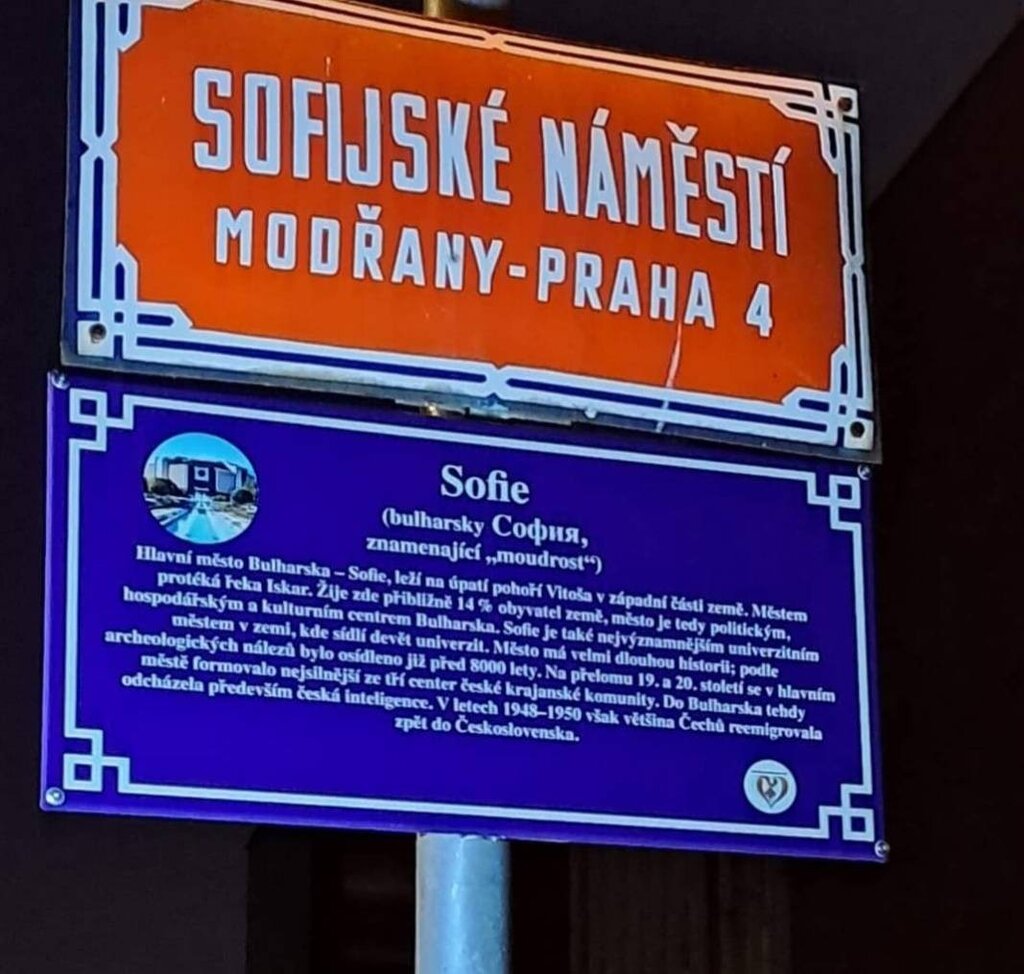 SOFIJSKÉ NÁMĚSTÍ
MODŘANY-PRAHA 4
Sofie
(bulharsky София,
znamenající „moudrost“)
Hlavní město Bulharska – Sofie, leží na úpatí pohoří Vitoša v západní části země. Městem
protéká řeka Iskar. Žije zde přibližně 14 % obyvatel země, město je tedy politickým,
hospodářským a kulturním centrem Bulharska. Sofie je také nejvýznamnějším univerzitním
městem v zemi, kde sídlí devět univerzit. Město má velmi dlouhou historii; podle
archeologických nálezů bylo osídleno již před 8000 lety. Na přelomu 19. a 20. století se v hlavním
městě formovalo nejsilnější ze tří center české krajanské komunity. Do Bulharska tehdy
odcházela především česká inteligence. V letech 1948–1950 však většina Čechů reemigrovala
zpět do Československa.